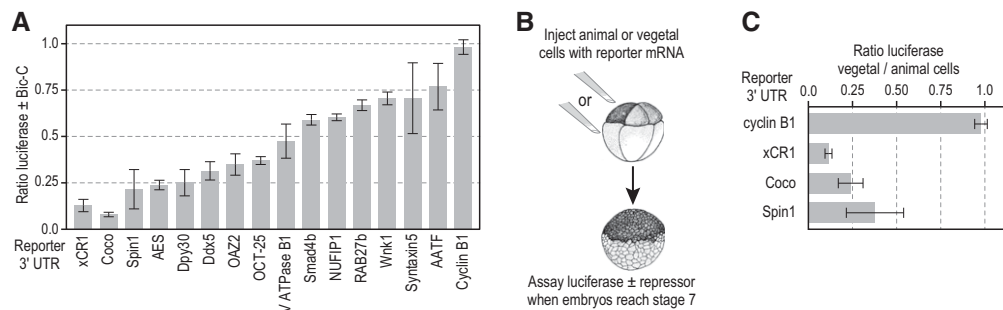 A
Ratio luciferase ± Bic-C
1.0
0.75
0.5
0.25
0.0
Reporter
3' UTR
xCR1
Coco
Spin1
AES
Dpy30
Ddx5
OAZ2
OCT-25
V ATPase B1
Smad4b
NUFIP1
RAB27b
Wnk1
Syntaxin5
AATF
Cyclin B1
B
Inject animal or vegetal
cells with reporter mRNA
or
Assay luciferase ± repressor
when embryos reach stage 7
C
Ratio luciferase
vegetal / animal cells
Reporter
3' UTR
0.0 0.25 0.50 0.75 1.0
cyclin B1
xCR1
Coco
Spin1